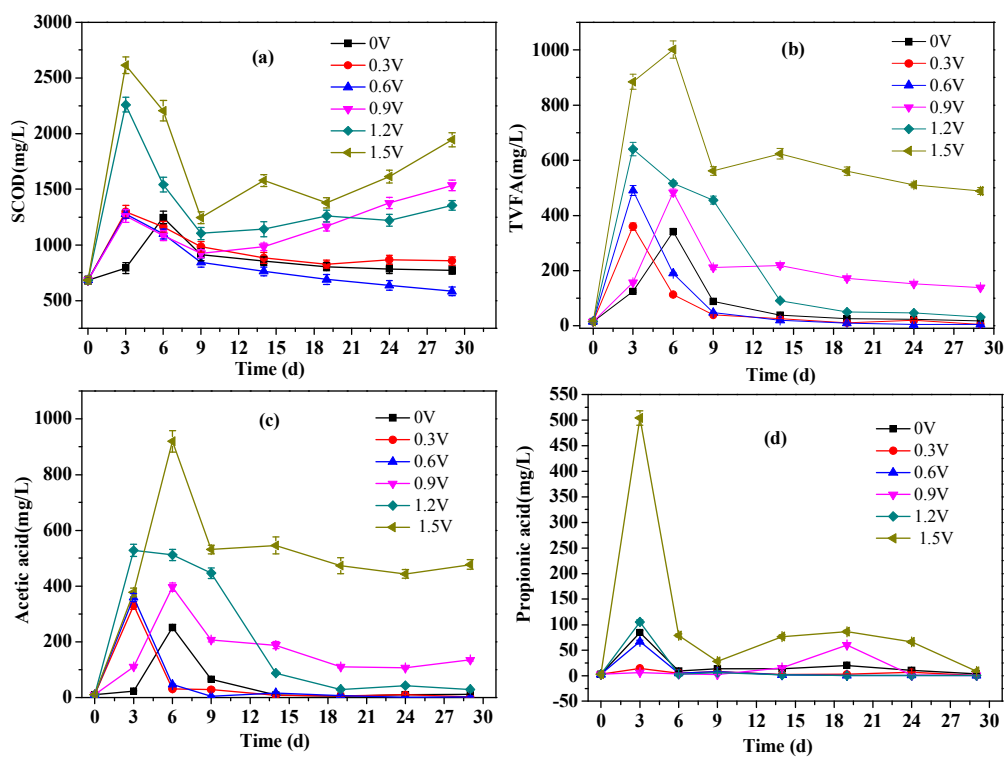 (a)
0V
0.3V
0.6V
0.9V
1.2V
1.5V
SCOD(mg/L)
3000
2500
2000
1500
1000
500
0 3 6 9 12 14 18 21 24 27 30
Time (d)
(b)
0V
0.3V
0.6V
0.9V
1.2V
1.5V
TVFA(mg/L)
1000
800
600
400
200
0
0 3 6 9 12 14 18 21 24 27 30
Time (d)
(c)
0V
0.3V
0.6V
0.9V
1.2V
1.5V
Acetic acid(mg/L)
1000
800
600
400
200
0
0 3 6 9 12 14 18 21 24 27 30
Time (d)
(d)
0V
0.3V
0.6V
0.9V
1.2V
1.5V
Propionic acid(mg/L)
550
500
450
400
350
300
250
200
150
100
50
0
-50
0 3 6 9 12 14 18 21 24 27 30
Time (d)